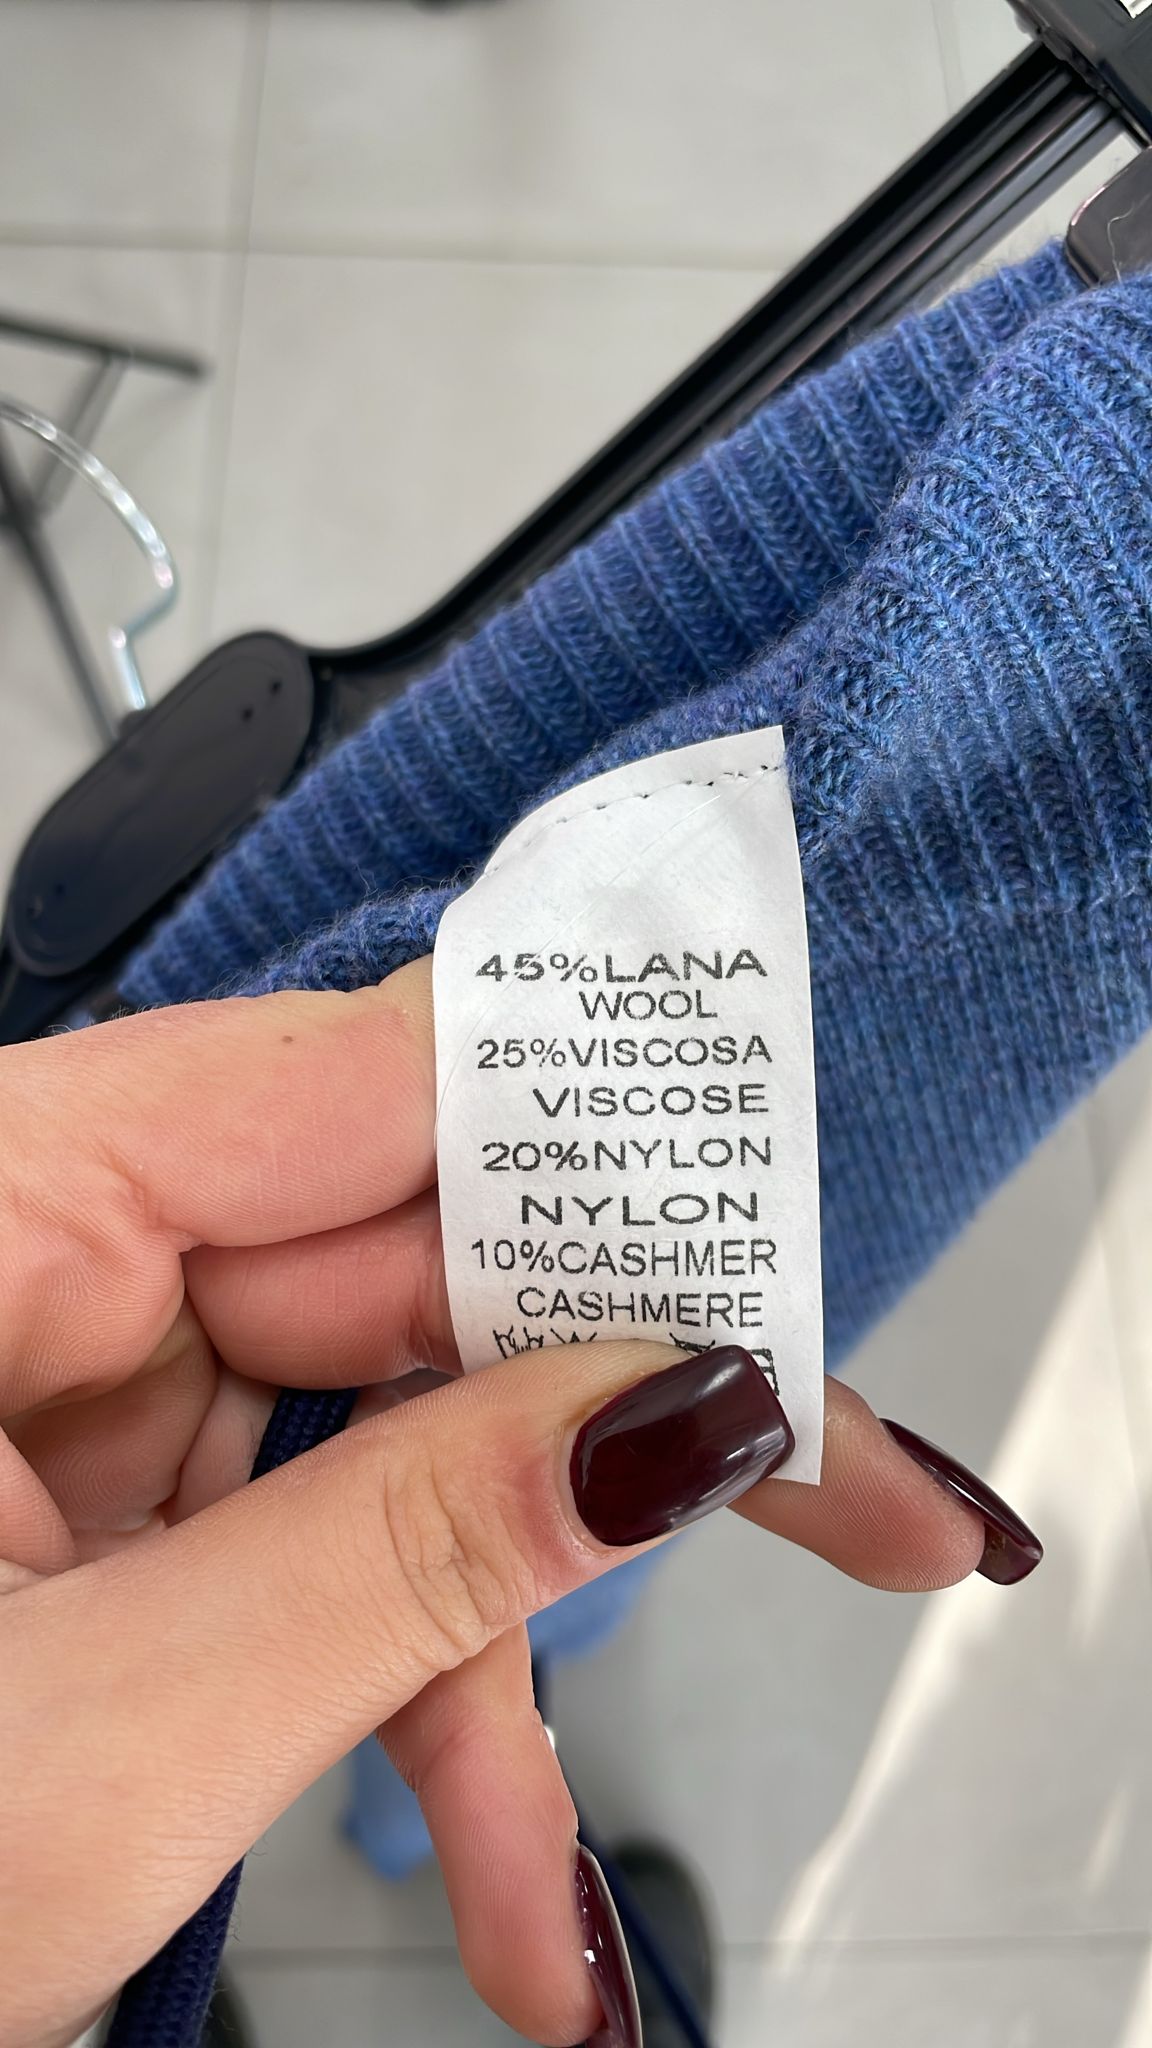 45%LANA
WOOL
25%VISCOSA
VISCOSE
20%NYLON
NYLON
10%CASHMER
CASHMERE